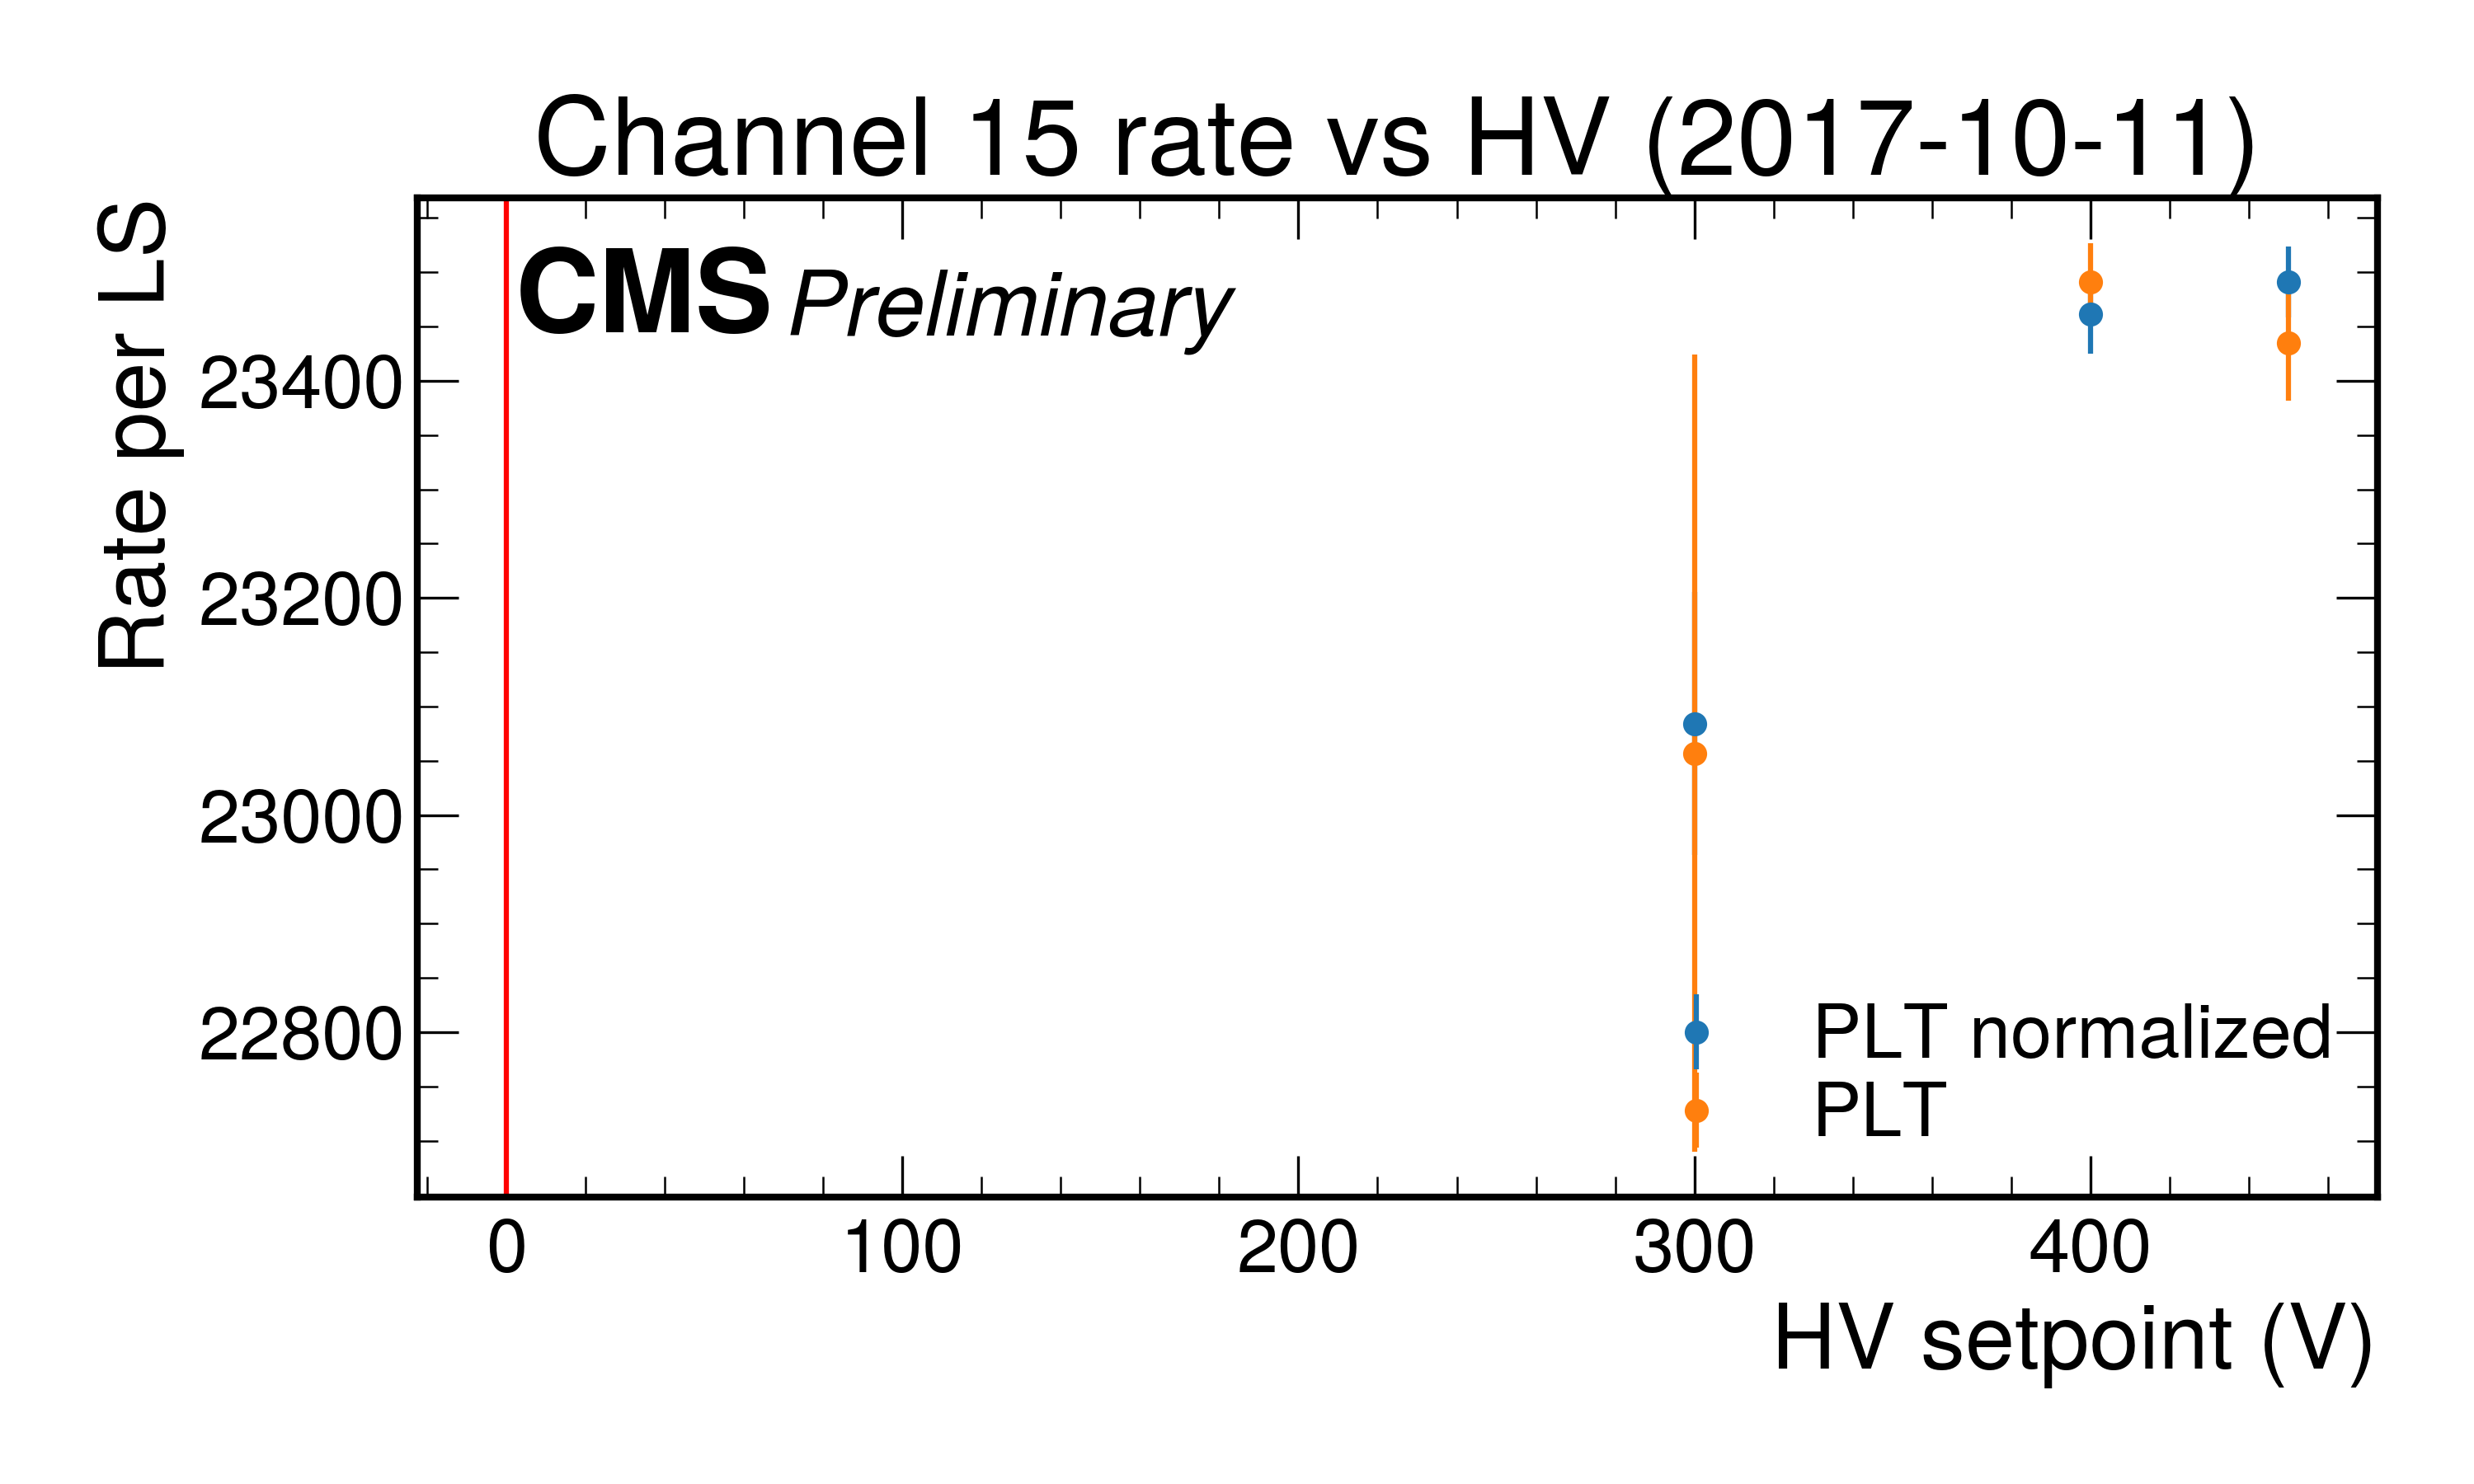 Channel 15 rate vs HV (2017-10-11)
CMS Preliminary
Rate per LS
23400
23200
23000
22800
PLT normalized
PLT
0 100 200 300 400
HV setpoint (V)